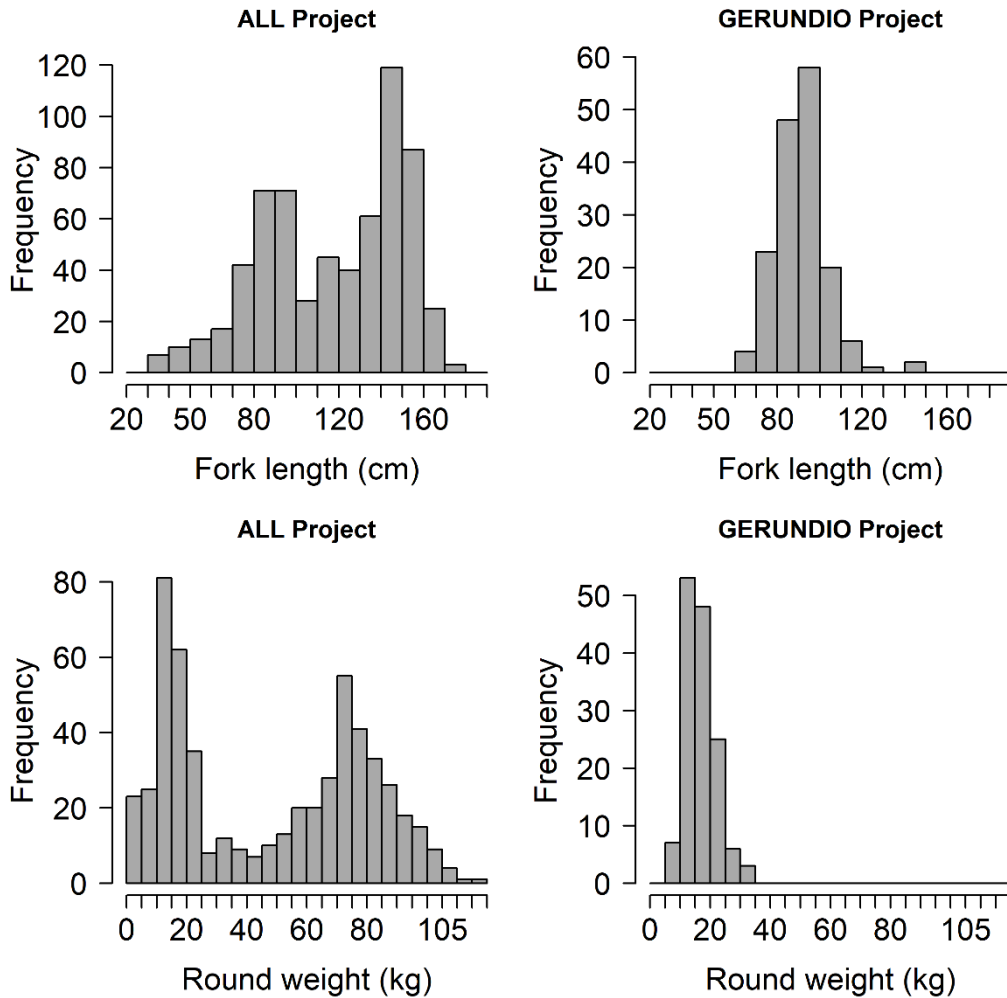 ALL Project
GERUNDIO Project
Frequency
120
100
80
60
40
20
0
20 50 80 120 160
Fork length (cm)
Frequency
60
50
40
30
20
10
0
20 50 80 120 160
Fork length (cm)
ALL Project
GERUNDIO Project
Frequency
80
60
40
20
0
0 20 40 60 80 105
Round weight (kg)
Frequency
50
40
30
20
10
0
0 20 40 60 80 105
Round weight (kg)